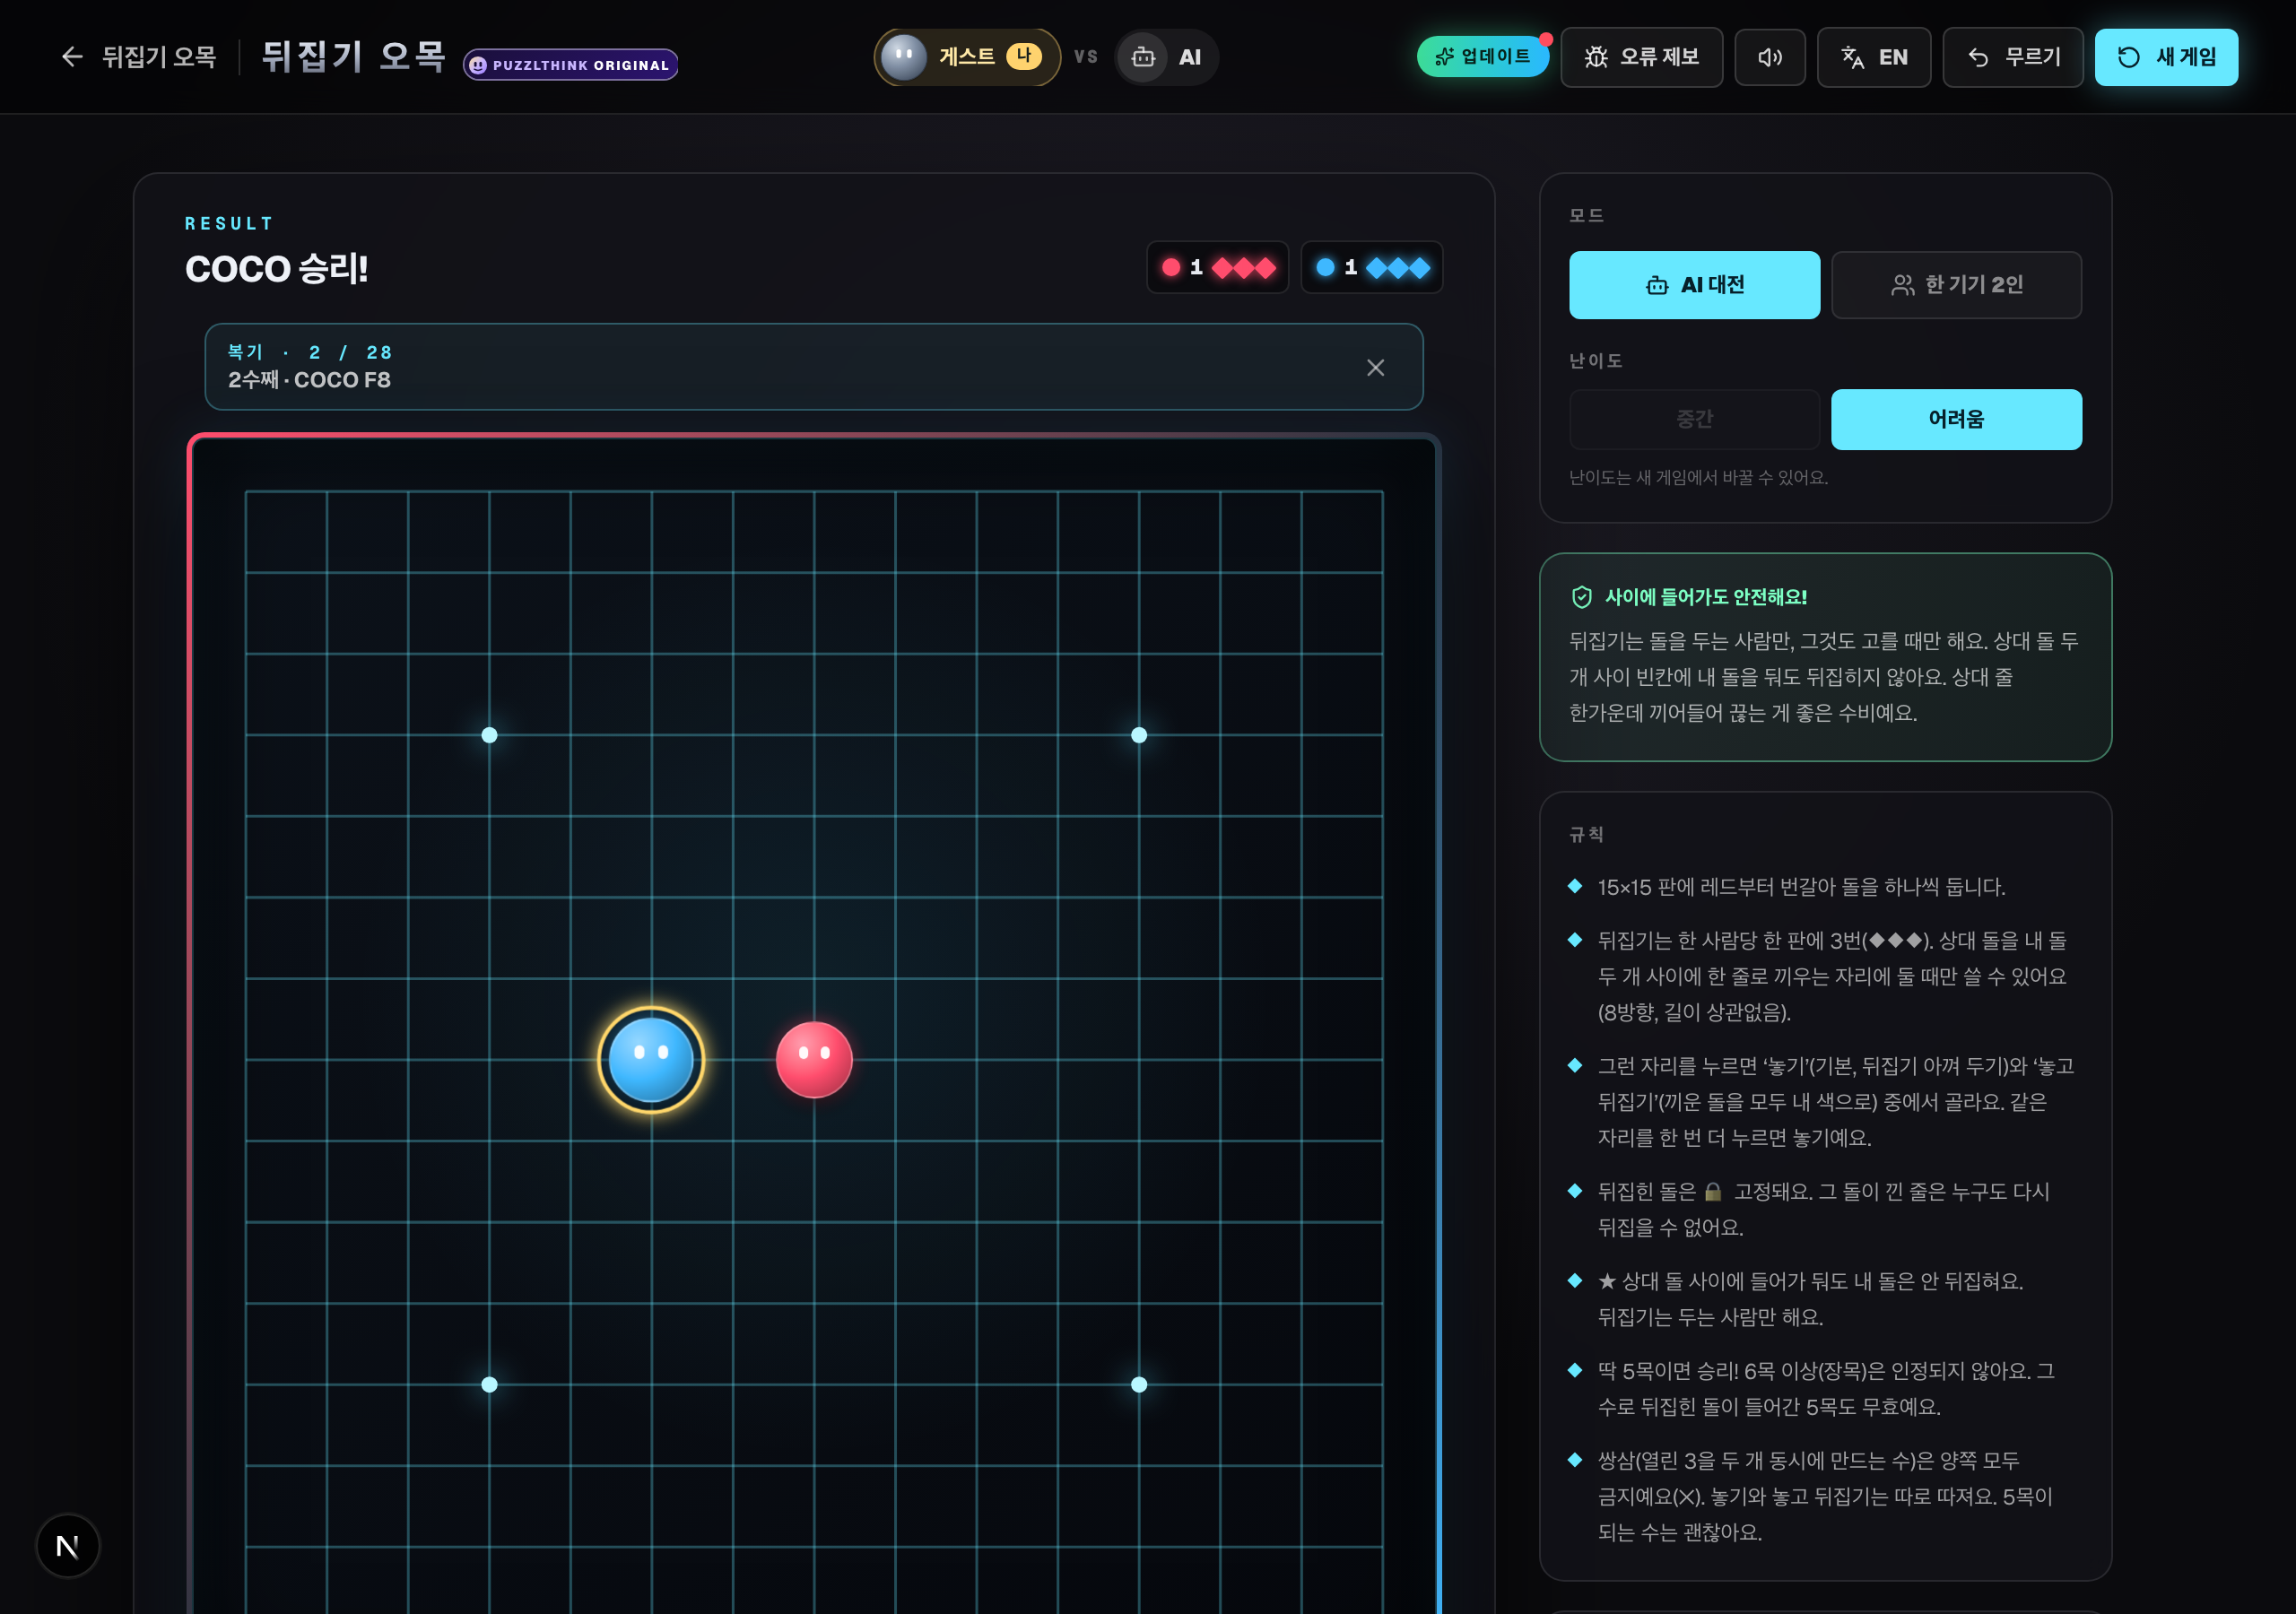 뒤집기 오목
뒤집기 오목
PUZZLTHINK ORIGINAL
게스트 나
VS
AI
업데이트
오류 제보
EN
무르기
새 게임
RESULT
COCO 승리!
1 ◆◆◆
1 ◆◆◆
복기 · 2 / 28
2수째 · COCO F8
모드
AI 대전
한 기기 2인
난이도
중간
어려움
난이도는 새 게임에서 바꿀 수 있어요.
사이에 들어가도 안전해요!
뒤집기는 돌을 두는 사람만, 그것도 고를 때만 해요. 상대 돌 두
개 사이 빈칸에 내 돌을 둬도 뒤집히지 않아요. 상대 줄
한가운데 끼어들어 끊는 게 좋은 수비예요.
규칙
◆ 15×15 판에 레드부터 번갈아 돌을 하나씩 둡니다.
◆ 뒤집기는 한 사람당 한 판에 3번(◆◆◆). 상대 돌을 내 돌
두 개 사이에 한 줄로 끼우는 자리에 둘 때만 쓸 수 있어요
(8방향, 길이 상관없음).
◆ 그런 자리를 누르면 ‘놓기’(기본, 뒤집기 아껴 두기)와 ‘놓고
뒤집기’(끼운 돌을 모두 내 색으로) 중에서 골라요. 같은
자리를 한 번 더 누르면 놓기예요.
◆ 뒤집힌 돌은 🔒 고정돼요. 그 돌이 낀 줄은 누구도 다시
뒤집을 수 없어요.
◆ ★ 상대 돌 사이에 들어가 둬도 내 돌은 안 뒤집혀요.
뒤집기는 두는 사람만 해요.
◆ 딱 5목이면 승리! 6목 이상(장목)은 인정되지 않아요. 그
수로 뒤집힌 돌이 들어간 5목도 무효예요.
◆ 쌍삼(열린 3을 두 개 동시에 만드는 수)은 양쪽 모두
금지예요(✕). 놓기와 놓고 뒤집기는 따로 따져요. 5목이
되는 수는 괜찮아요.
N